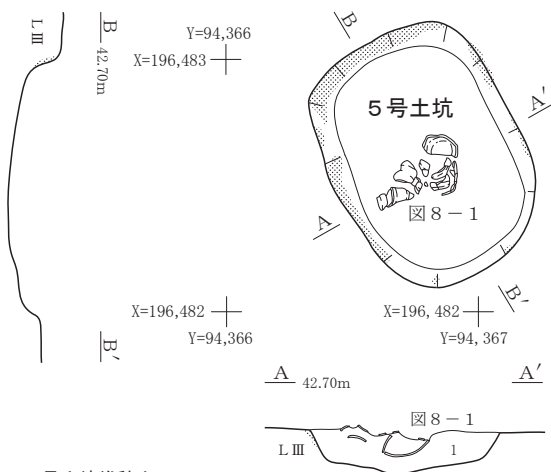 LⅢ
B
42.70m
B′
Y=94,366
X=196,483
B
5号土坑
A′
図8-1
A
B′
X=196,482
Y=94,366
X=196,482
Y=94,367
A 42.70m A′
図8-1
LⅢ
1